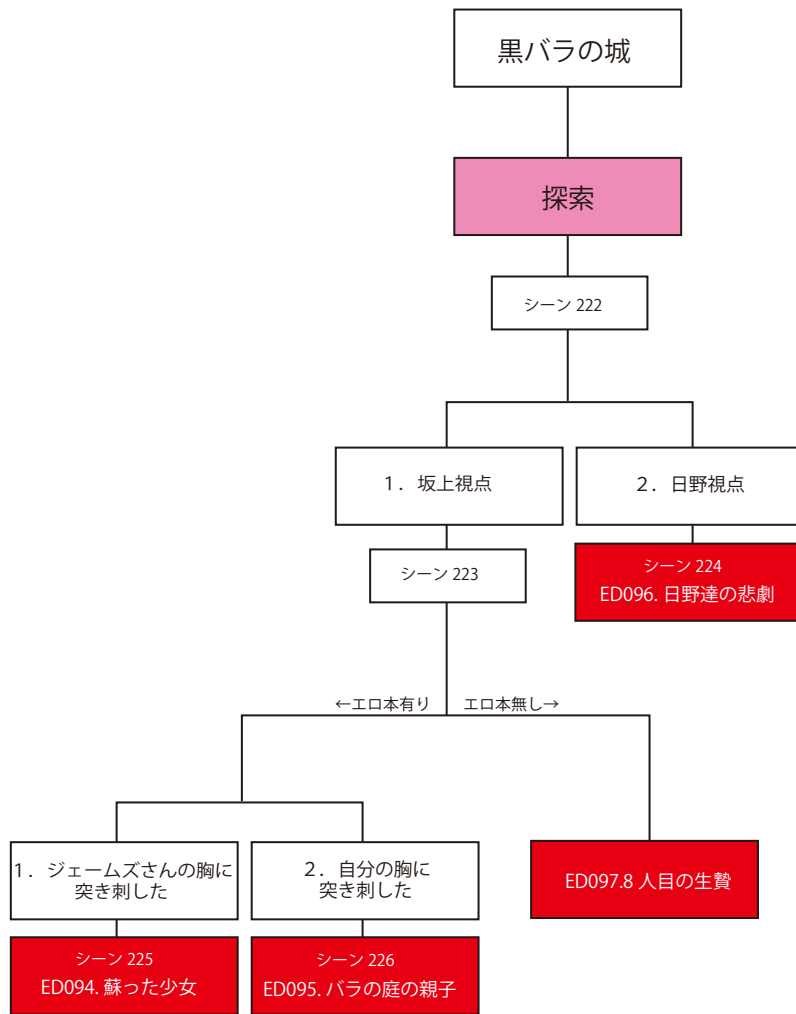 黒バラの城
探索
シーン 222
1．坂上視点
2．日野視点
シーン 223
シーン 224
ED096. 日野達の悲劇
←エロ本有り
エロ本無し→
1．ジェームズさんの胸に
突き刺した
2．自分の胸に
突き刺した
ED097.8 人目の生贄
シーン 225
ED094. 蘇った少女
シーン 226
ED095. バラの庭の親子